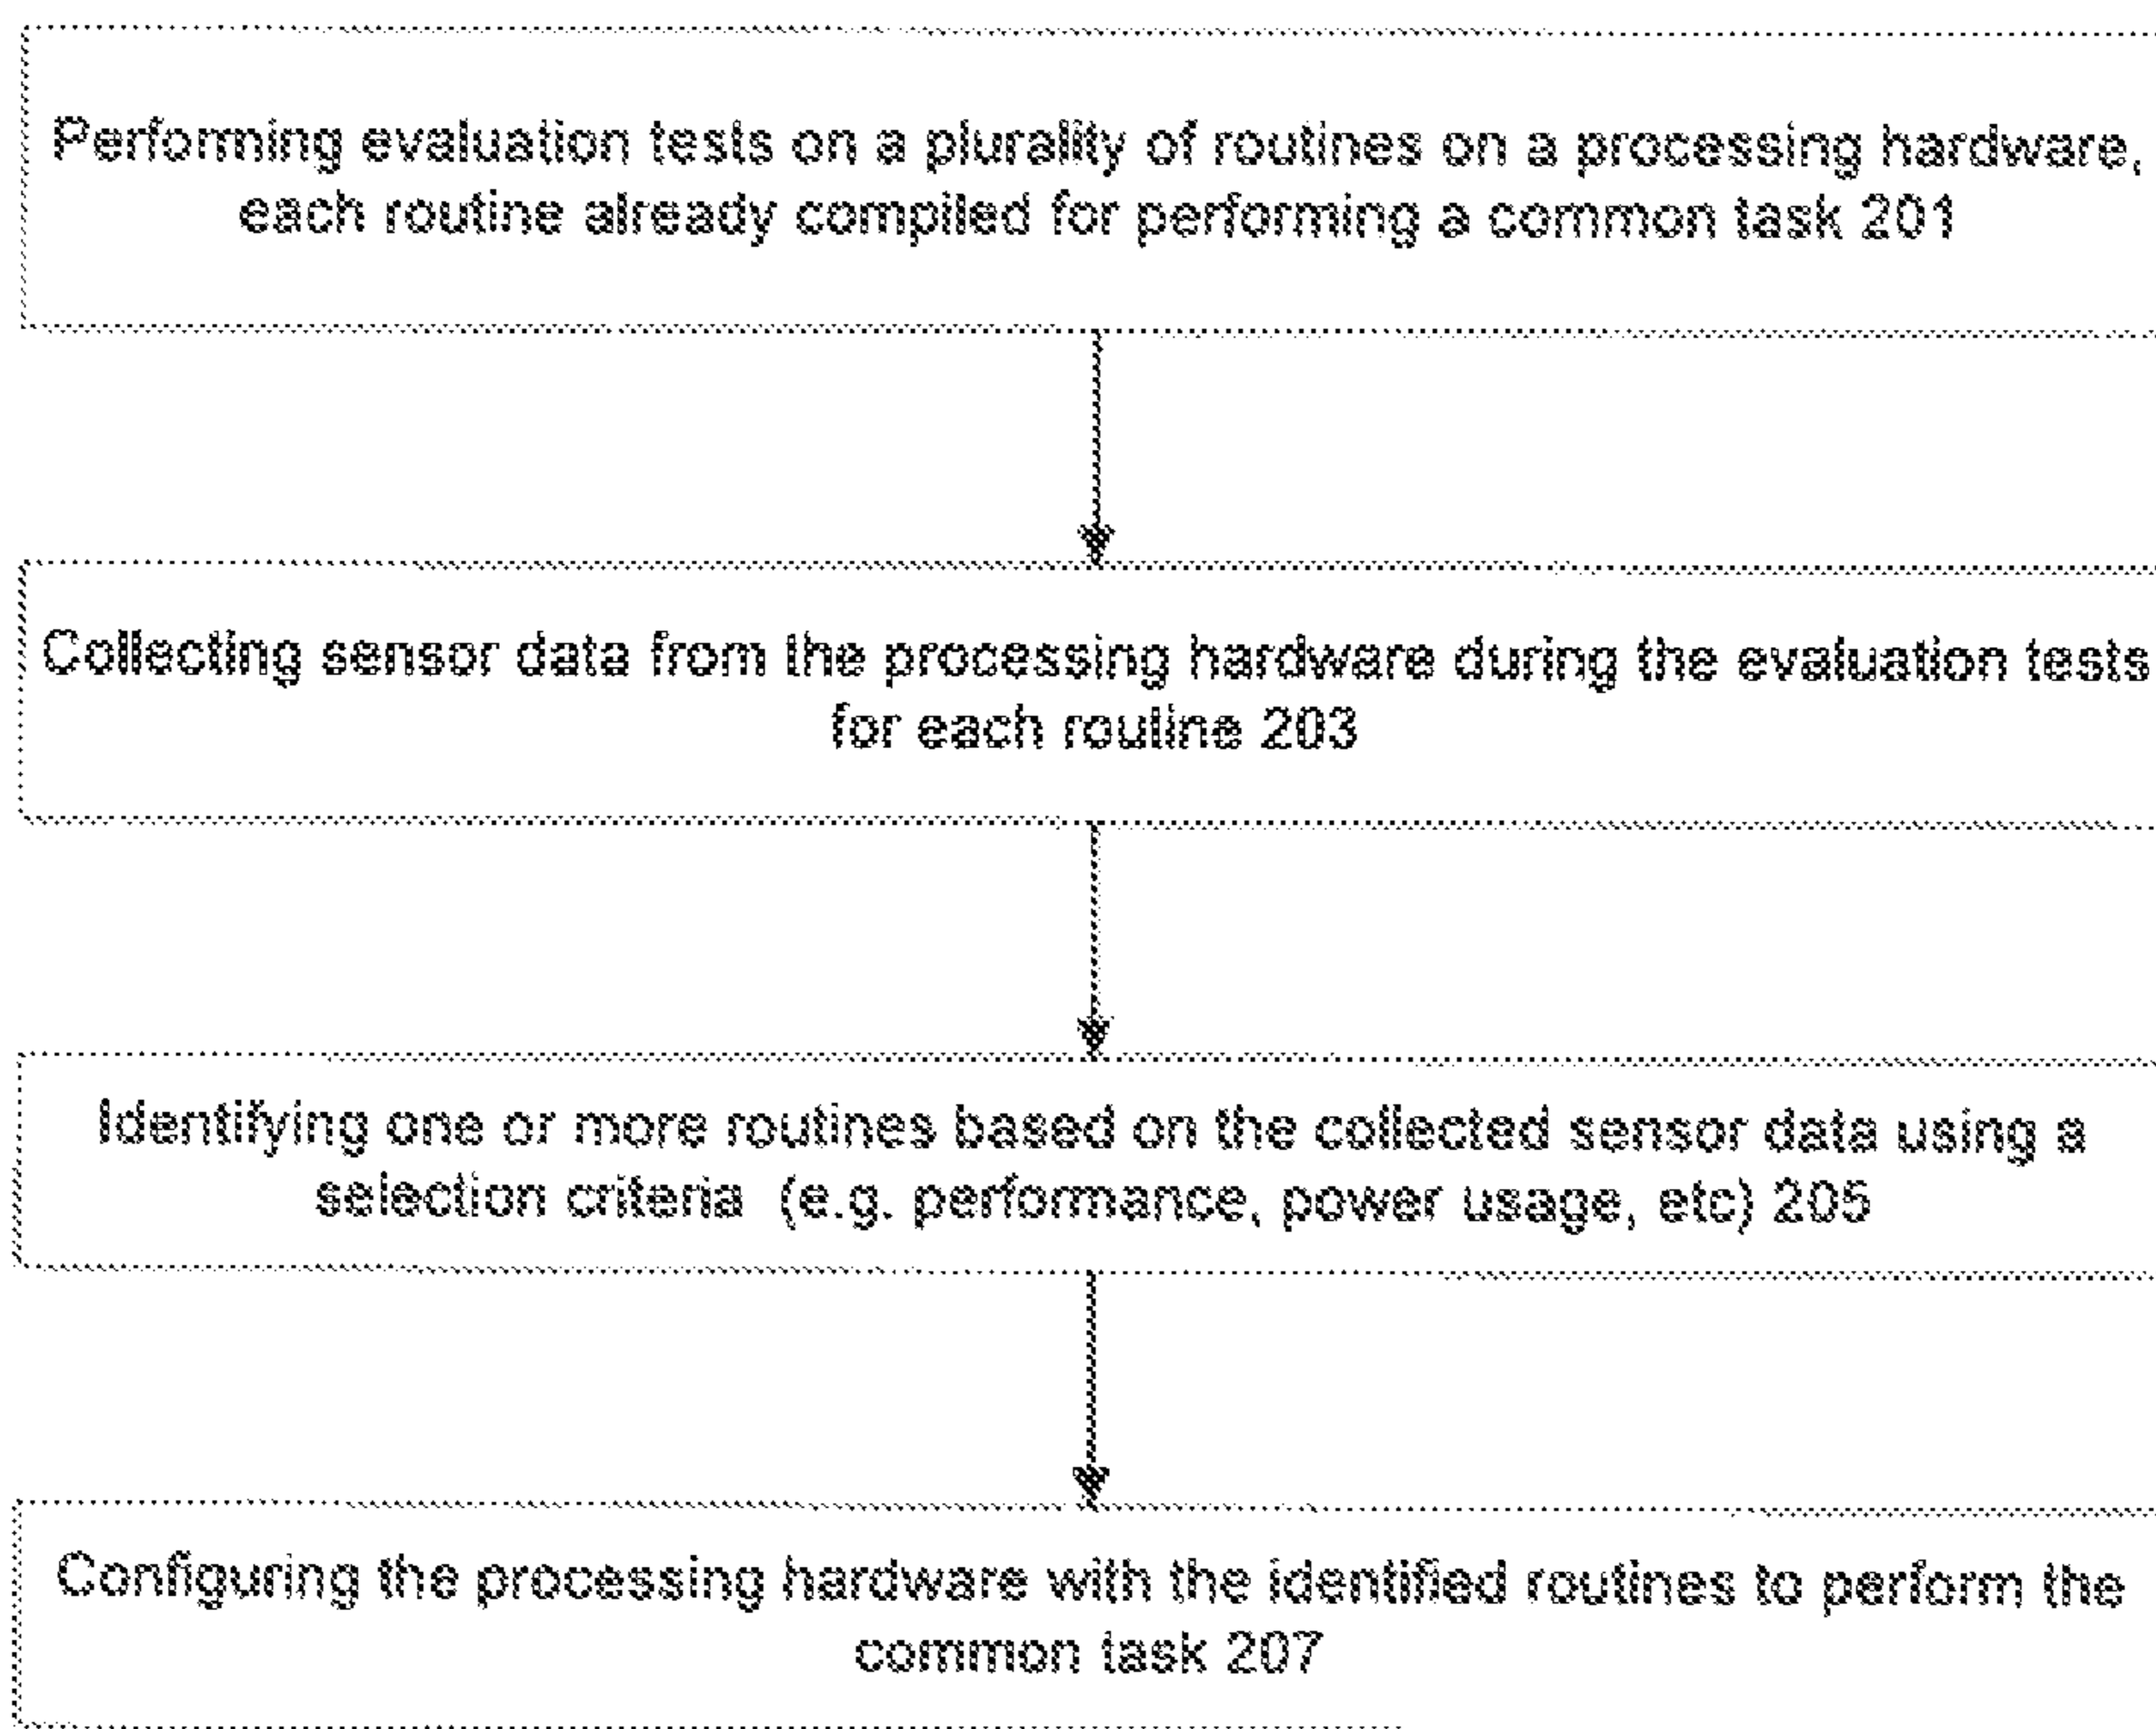 Performing evaluation tests on a plurality of routines on a processing hardware,
each routine already compiled for performing a common task 201
Collecting sensor data from the processing hardware during the evaluation tests
for each routine 203
Identifying one or more routines based on the collected sensor data using a
selection criteria (e.g. performance, power usage, etc) 205
Configuring the processing hardware with the identified routines to perform the
common task 207